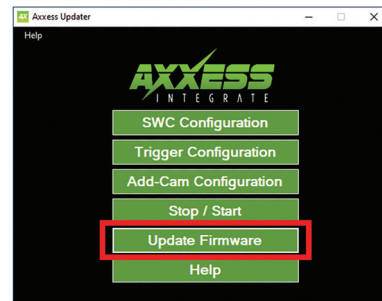 AX Axxess Updater
Help
AXXESS
INTEGRATE
SWC Configuration
Trigger Configuration
Add-Cam Configuration
Stop / Start
Update Firmware
Help